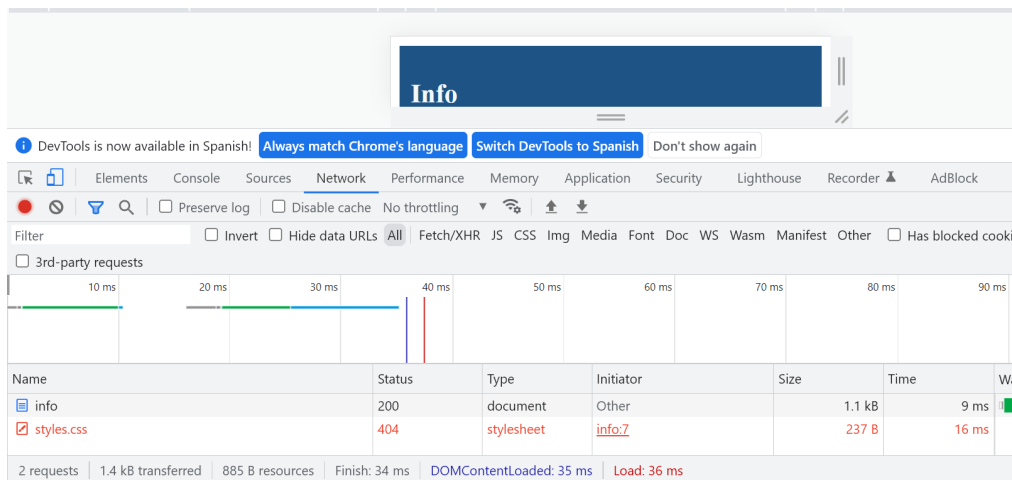 Info
DevTools is now available in Spanish! Always match Chrome's language Switch DevTools to Spanish Don't show again
Elements Console Sources Network Performance Memory Application Security Lighthouse Recorder AdBlock
Preserve log Disable cache No throttling
Filter Invert Hide data URLs All Fetch/XHR JS CSS Img Media Font Doc WS Wasm Manifest Other Has blocked cooki
3rd-party requests
10 ms 20 ms 30 ms 40 ms 50 ms 60 ms 70 ms 80 ms 90 ms
Name Status Type Initiator Size Time Wa
info 200 document Other 1.1 kB 9 ms
styles.css 404 stylesheet info:7 237 B 16 ms
2 requests 1.4 kB transferred 885 B resources Finish: 34 ms DOMContentLoaded: 35 ms Load: 36 ms